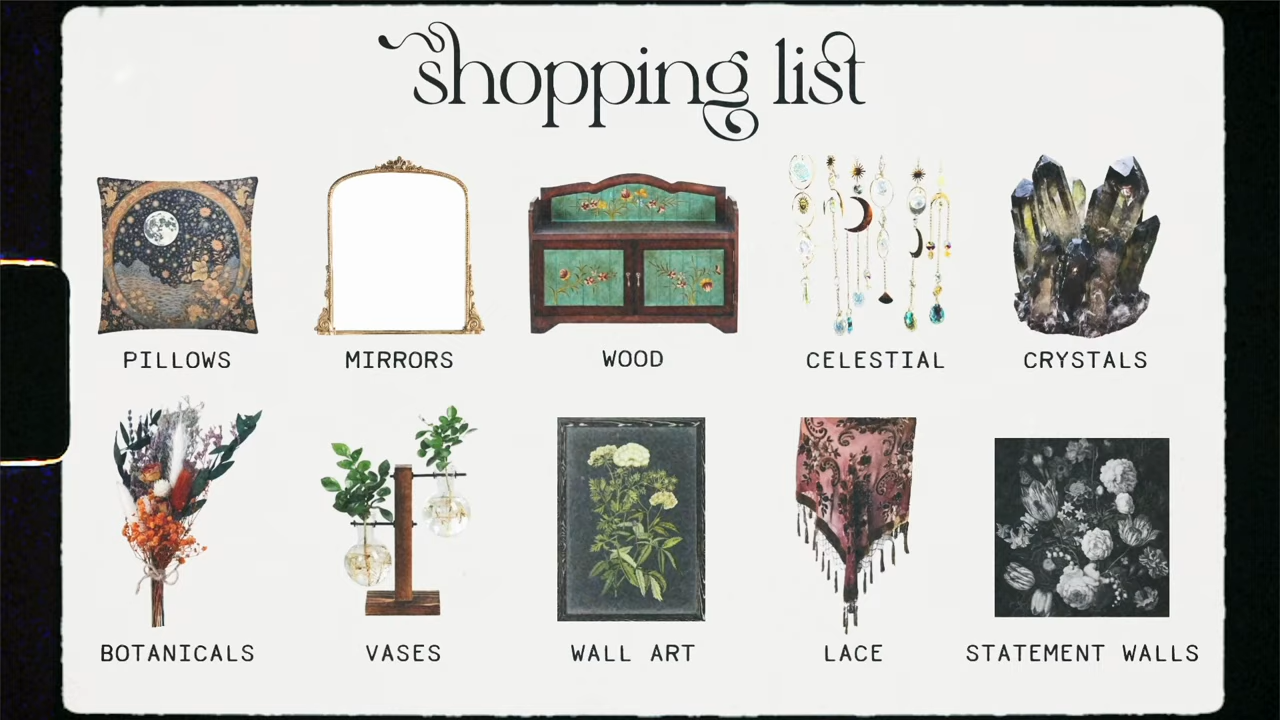 shopping list
PILLOWS
MIRRORS
WOOD
CELESTIAL
CRYSTALS
BOTANICALS
VASES
WALL ART
LACE
STATEMENT WALLS